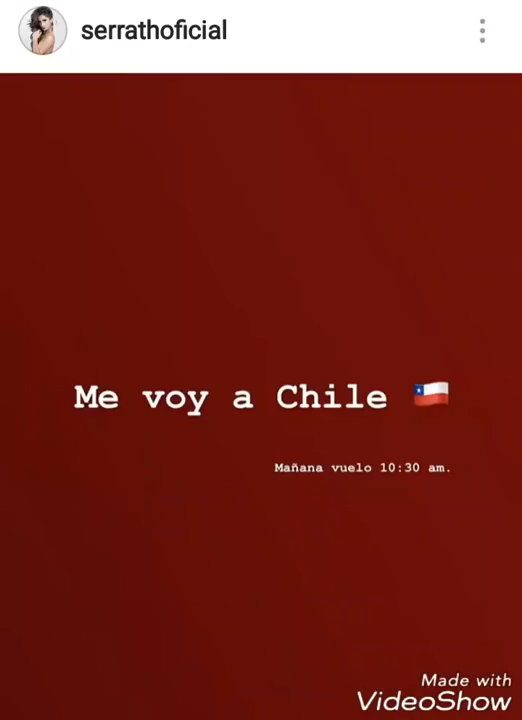 serrathoficial
Me voy a Chile 🇨🇱
Mañana vuelo 10:30 am.
Made with
VideoShow